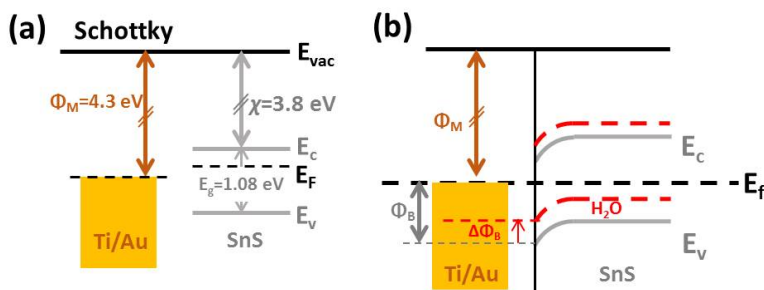 (a)
Schottky
E_vac
Φ_M=4.3 eV
χ=3.8 eV
E_c
E_F
E_g=1.08 eV
E_v
Ti/Au
SnS
(b)
Φ_M
E_c
E_f
Φ_B
H₂O
ΔΦ_B
E_v
Ti/Au
SnS